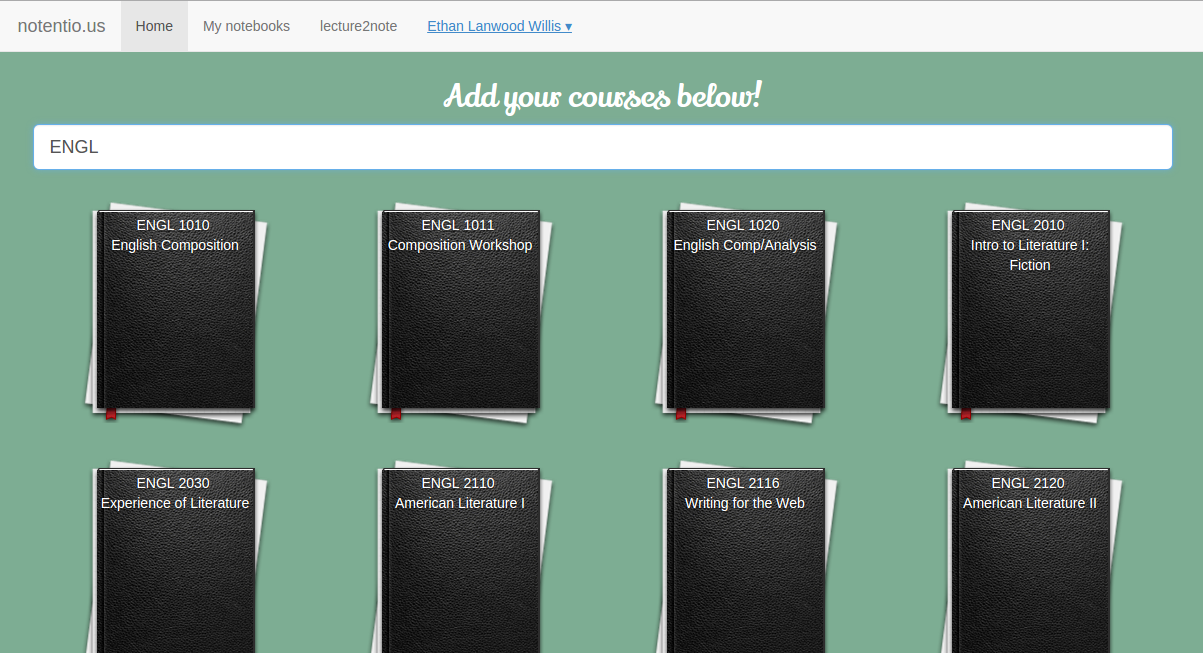 notentio.us Home My notebooks lecture2note Ethan Lanwood Willis ▾
Add your courses below!
ENGL
ENGL 1010
English Composition
ENGL 1011
Composition Workshop
ENGL 1020
English Comp/Analysis
ENGL 2010
Intro to Literature I:
Fiction
ENGL 2030
Experience of Literature
ENGL 2110
American Literature I
ENGL 2116
Writing for the Web
ENGL 2120
American Literature II